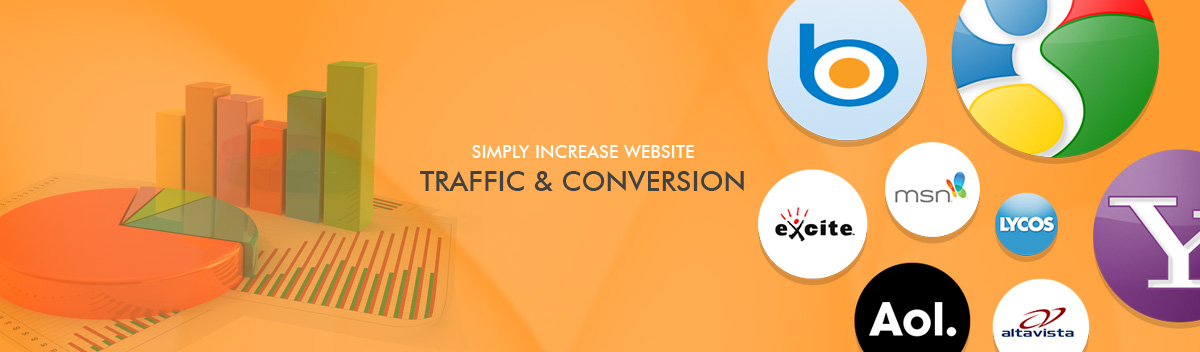 SIMPLY INCREASE WEBSITE
TRAFFIC & CONVERSION
b
g
excite
msn
LYCOS
Y
Aol.
altavista